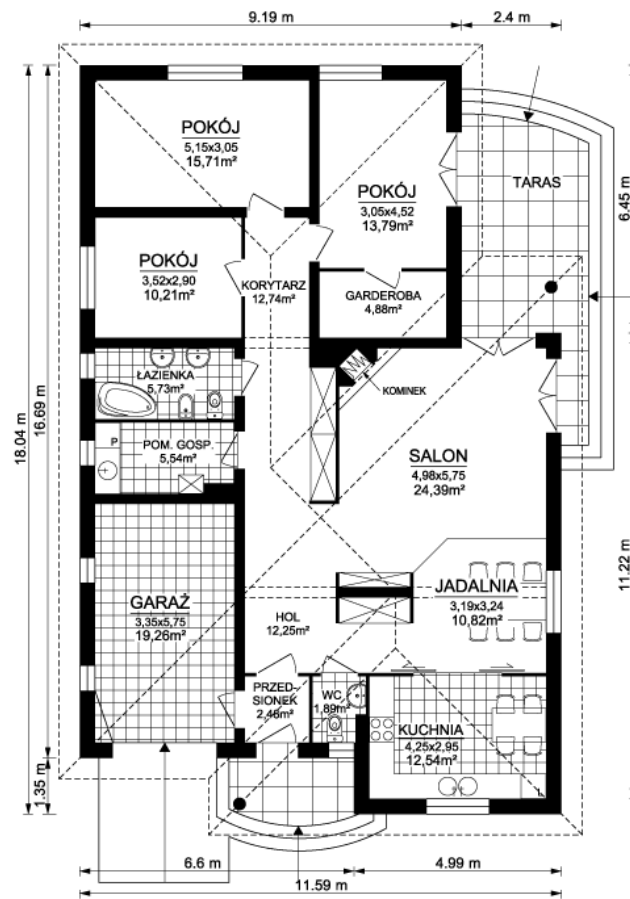 9.19 m
2.4 m
POKÓJ
5,15x3,05
15,71m²
POKÓJ
3,05x4,52
13,79m²
TARAS
6.45 m
POKÓJ
3,52x2,90
10,21m²
KORYTARZ
12,74m²
GARDEROBA
4,88m²
ŁAZIENKA
5,73m²
KOMINEK
P
POM. GOSP.
5,54m²
18.04 m
16.69 m
SALON
4,98x5,75
24,39m²
GARAŻ
3,35x5,75
19,26m²
HOL
12,25m²
JADALNIA
3,19x3,24
10,82m²
11.22 m
PRZED-
SIONEK
2,46m²
WC
1,89m²
KUCHNIA
4,25x2,95
12,54m²
1.35 m
6.6 m
4.99 m
11.59 m